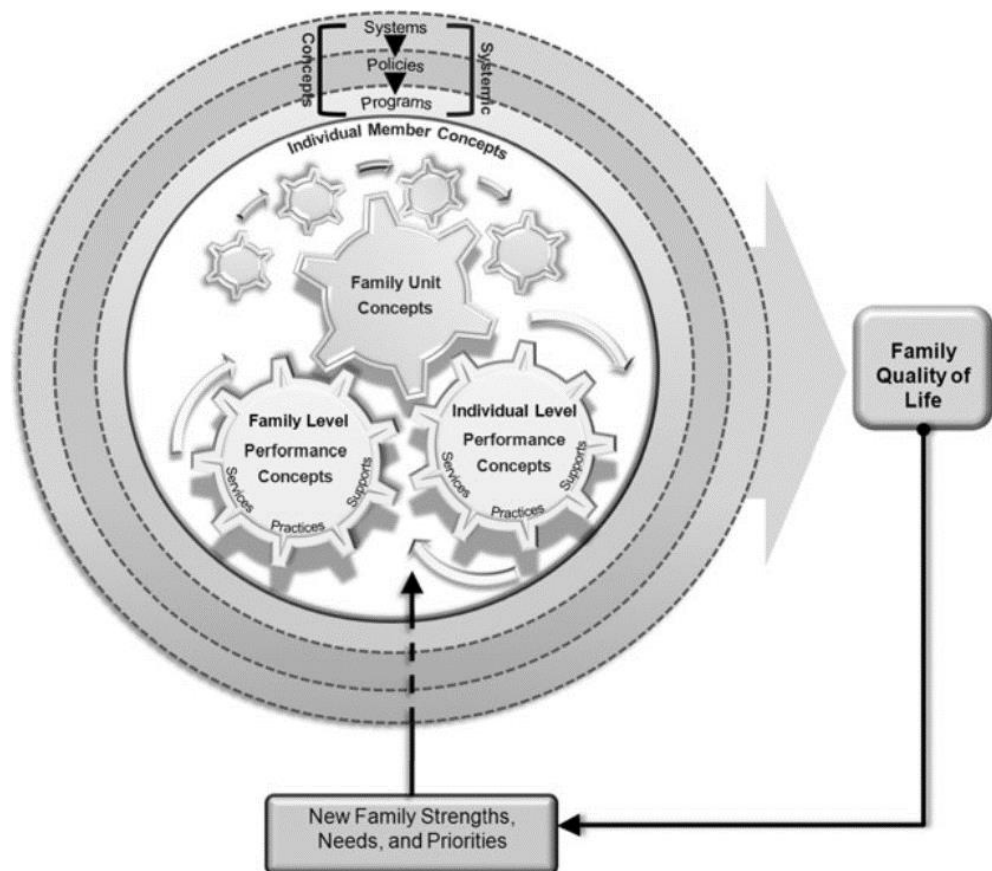 Systems
Policies
Programs
Concepts
Systemic
Individual Member Concepts
Family Unit
Concepts
Family Level
Performance
Concepts
Services
Practices
Supports
Individual Level
Performance
Concepts
Services
Practices
Supports
Family
Quality of
Life
New Family Strengths,
Needs, and Priorities